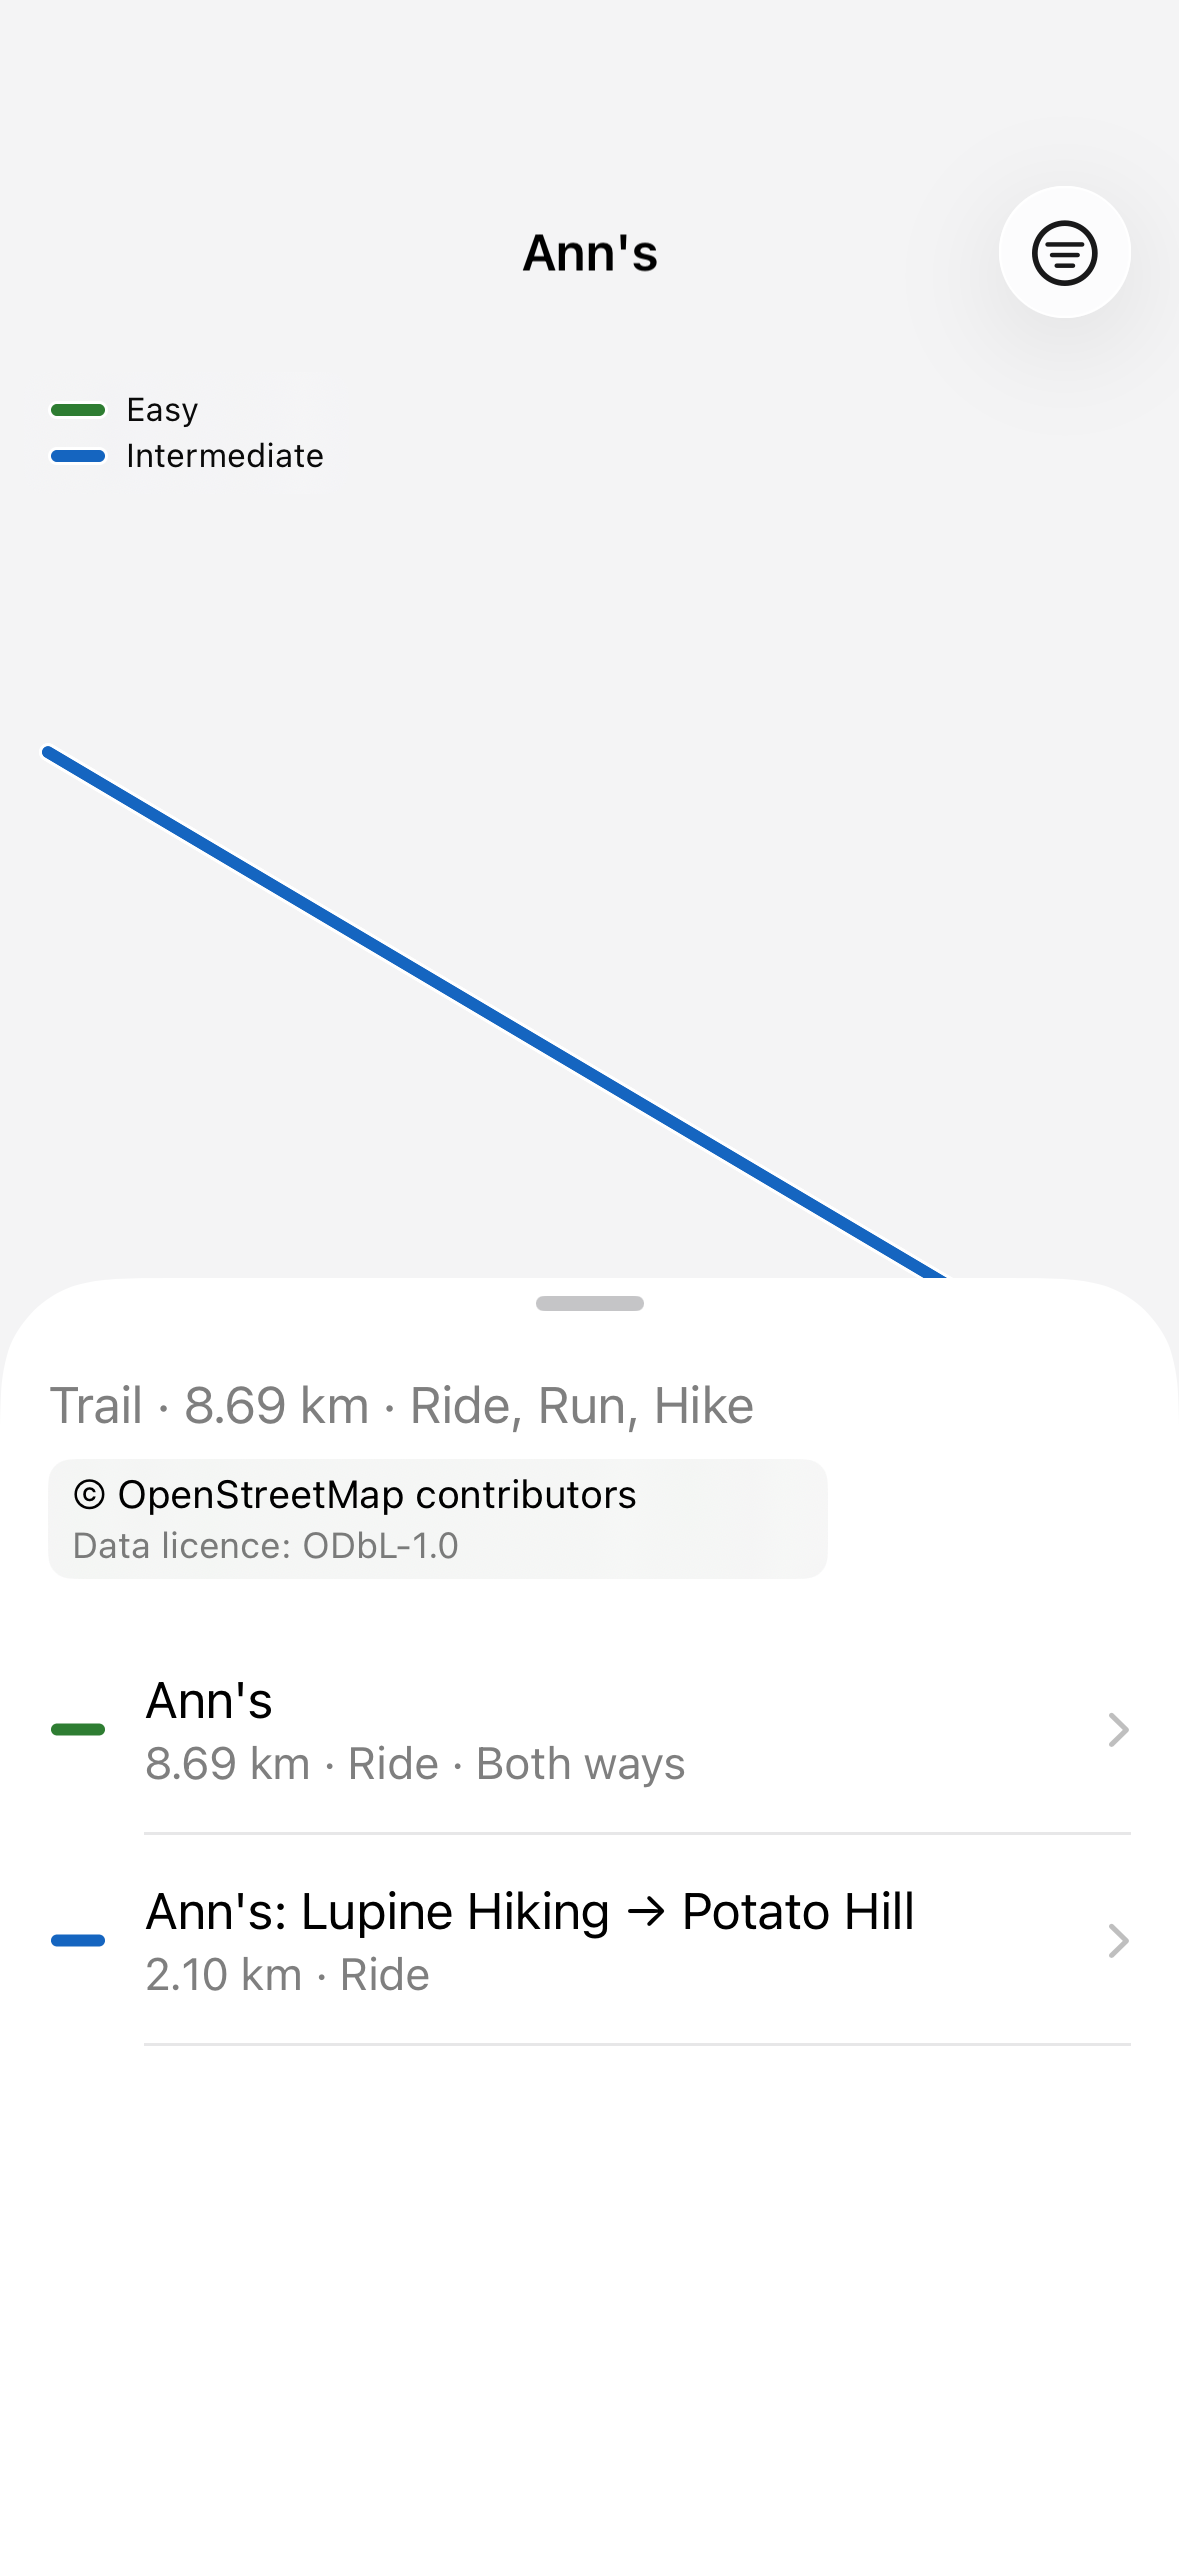 Ann's
Easy
Intermediate
Trail · 8.69 km · Ride, Run, Hike
© OpenStreetMap contributors
Data licence: ODbL-1.0
Ann's
8.69 km · Ride · Both ways
Ann's: Lupine Hiking → Potato Hill
2.10 km · Ride